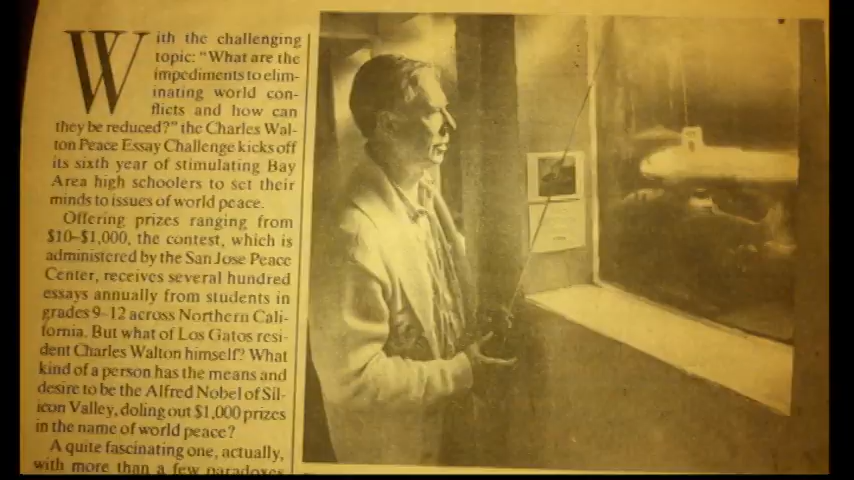 With the challenging
topic: "What are the
impediments to elim-
inating world con-
flicts and how can
they be reduced?" the Charles Wal-
ton Peace Essay Challenge kicks off
its sixth year of stimulating Bay
Area high schoolers to set their
minds to issues of world peace.
Offering prizes ranging from
$10–$1,000, the contest, which is
administered by the San Jose Peace
Center, receives several hundred
essays annually from students in
grades 9–12 across Northern Cali-
fornia. But what of Los Gatos resi-
dent Charles Walton himself? What
kind of a person has the means and
desire to be the Alfred Nobel of Sil-
icon Valley, doling out $1,000 prizes
in the name of world peace?
A quite fascinating one, actually,
with more than a few paradoxes